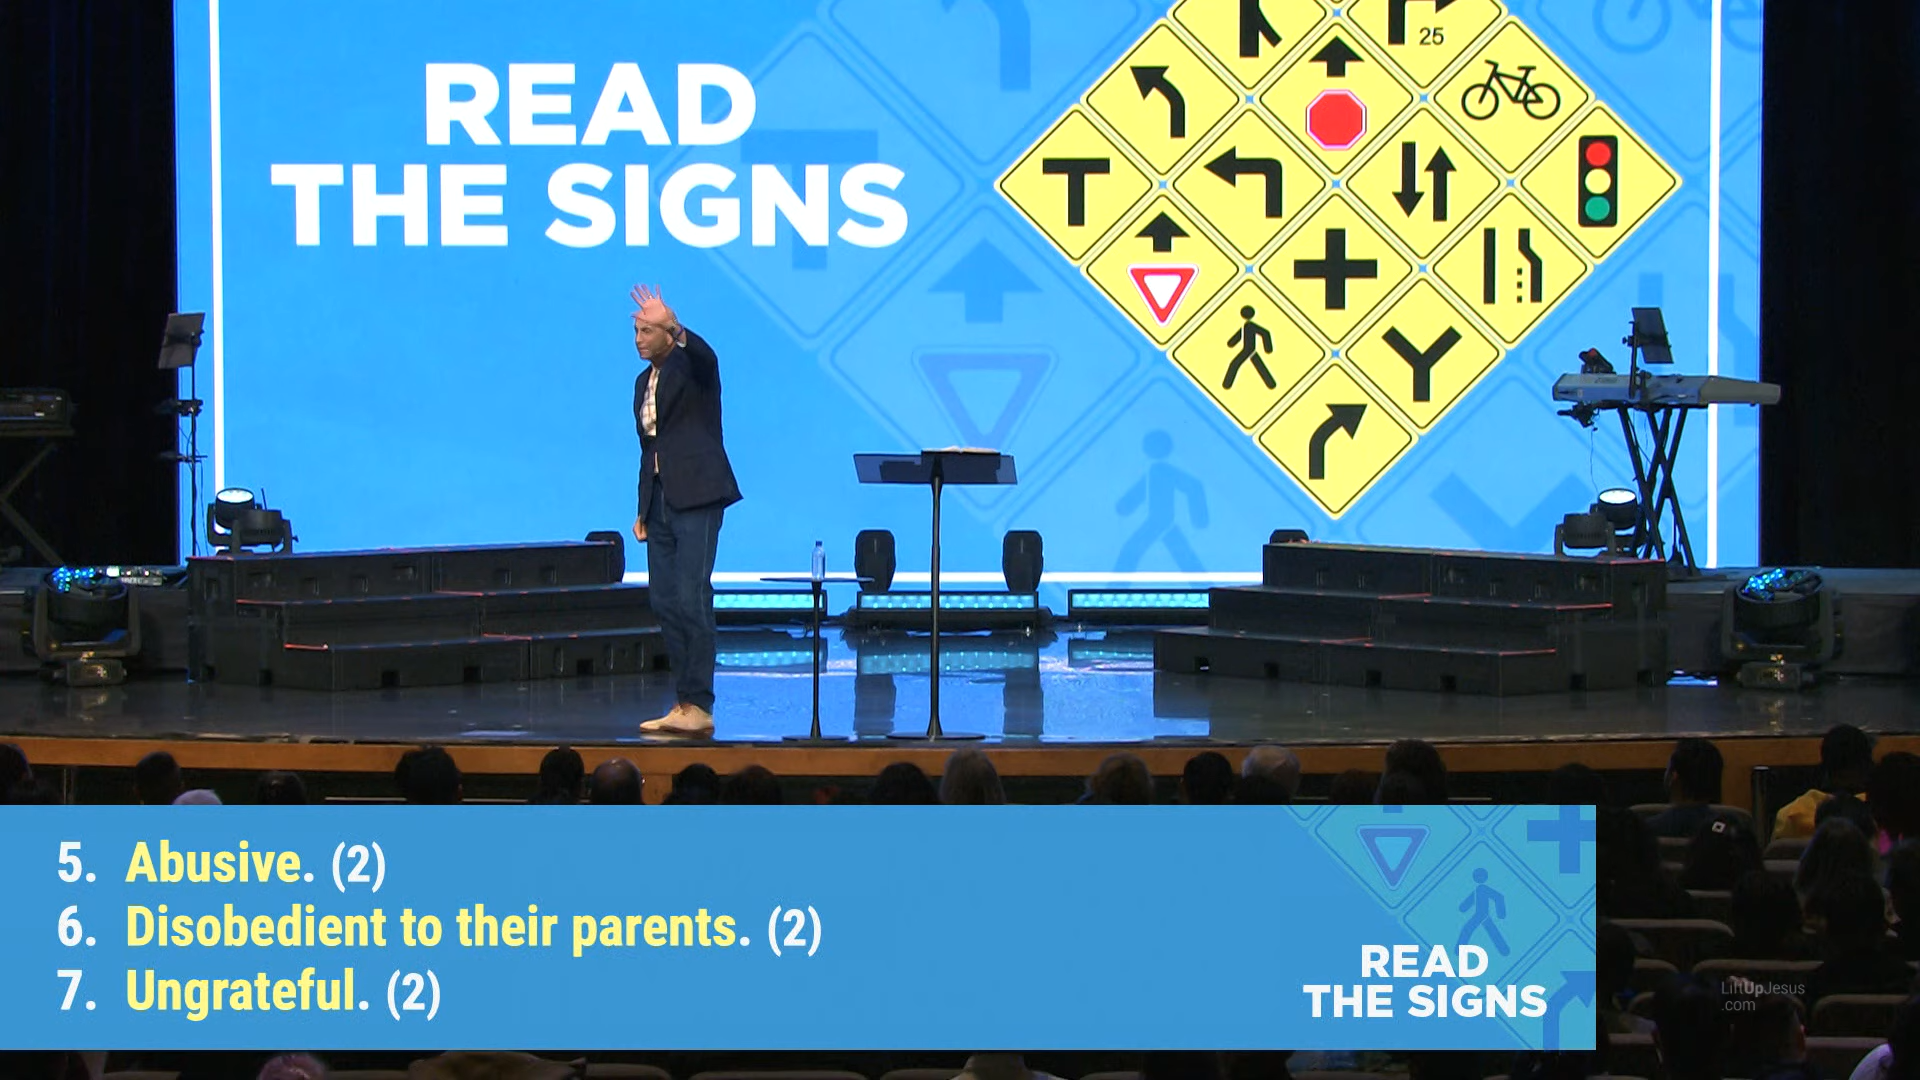 READ
THE SIGNS
25
5. Abusive. (2)
6. Disobedient to their parents. (2)
7. Ungrateful. (2)
READ
THE SIGNS
LiftUpJesus
.com